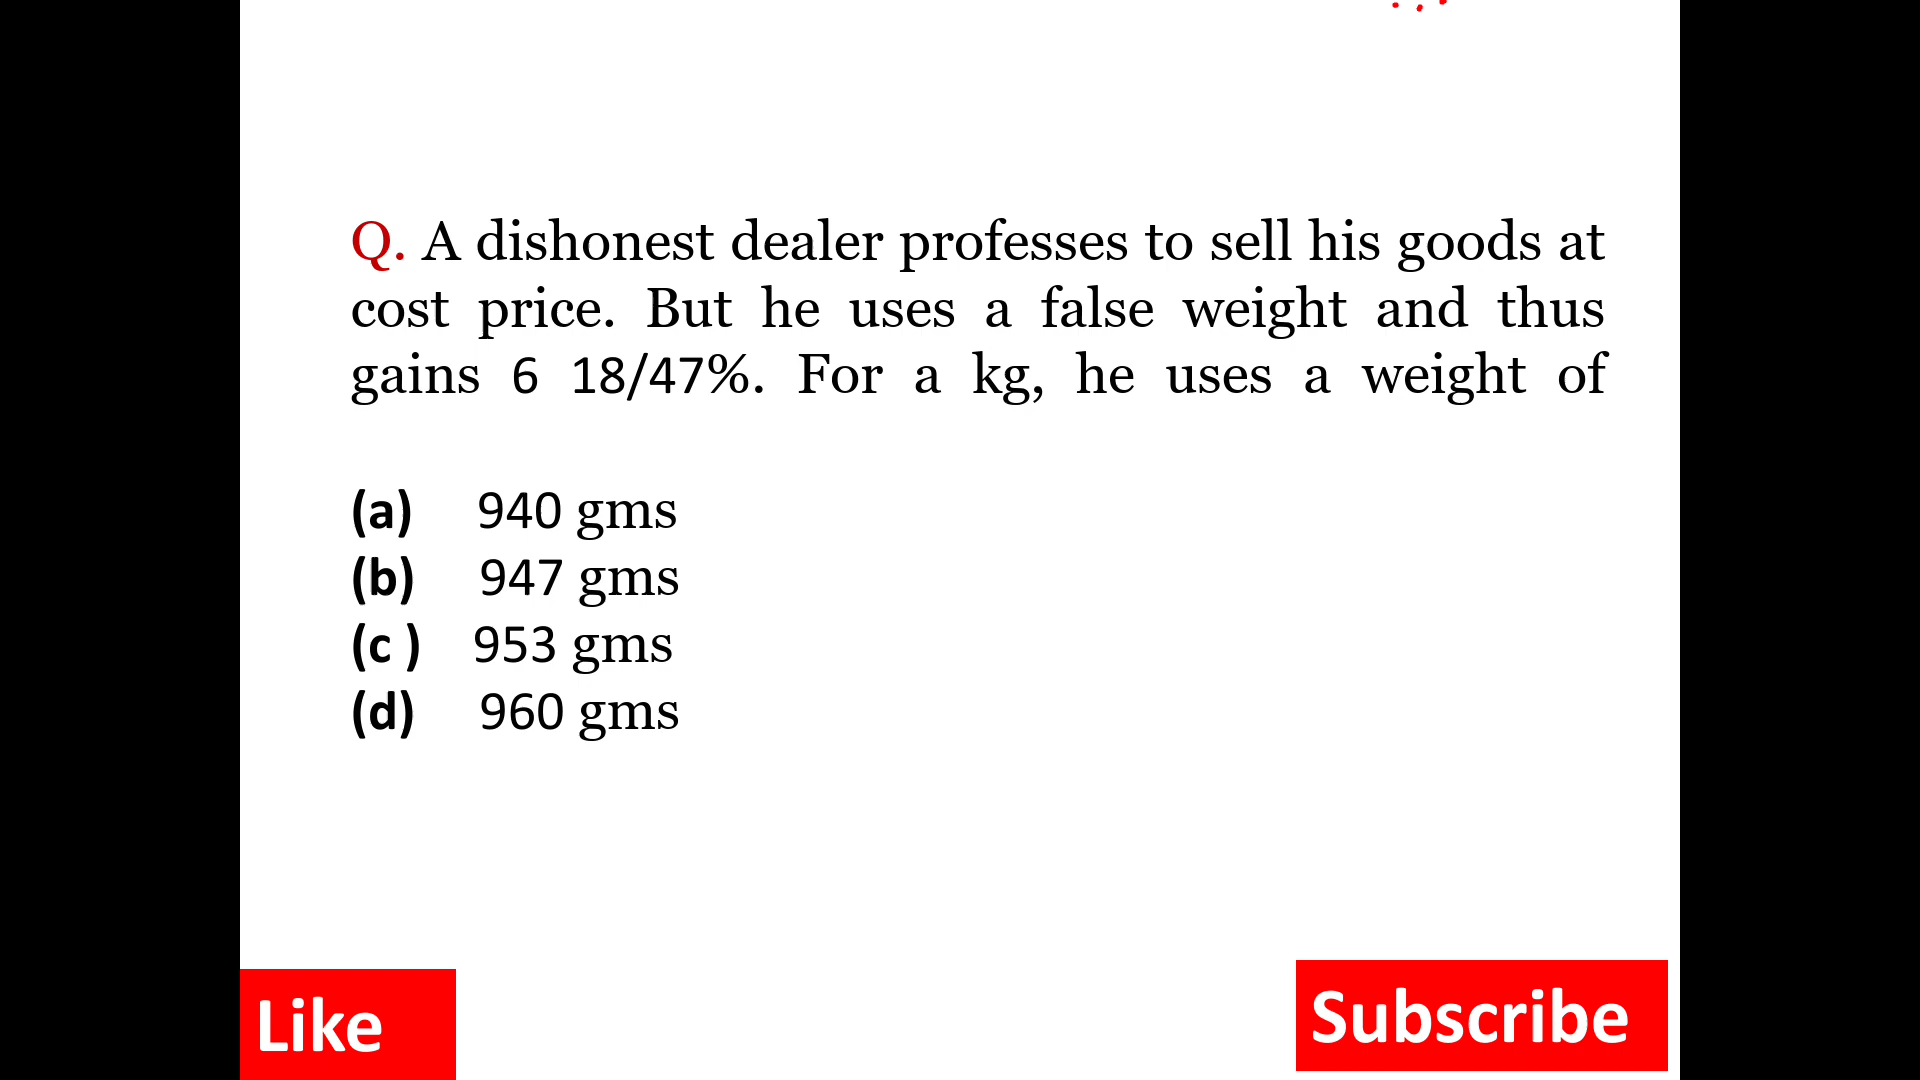 Q. A dishonest dealer professes to sell his goods at
cost price. But he uses a false weight and thus
gains 6 18/47%. For a kg, he uses a weight of
(a) 940 gms
(b) 947 gms
(c ) 953 gms
(d) 960 gms
Like
Subscribe